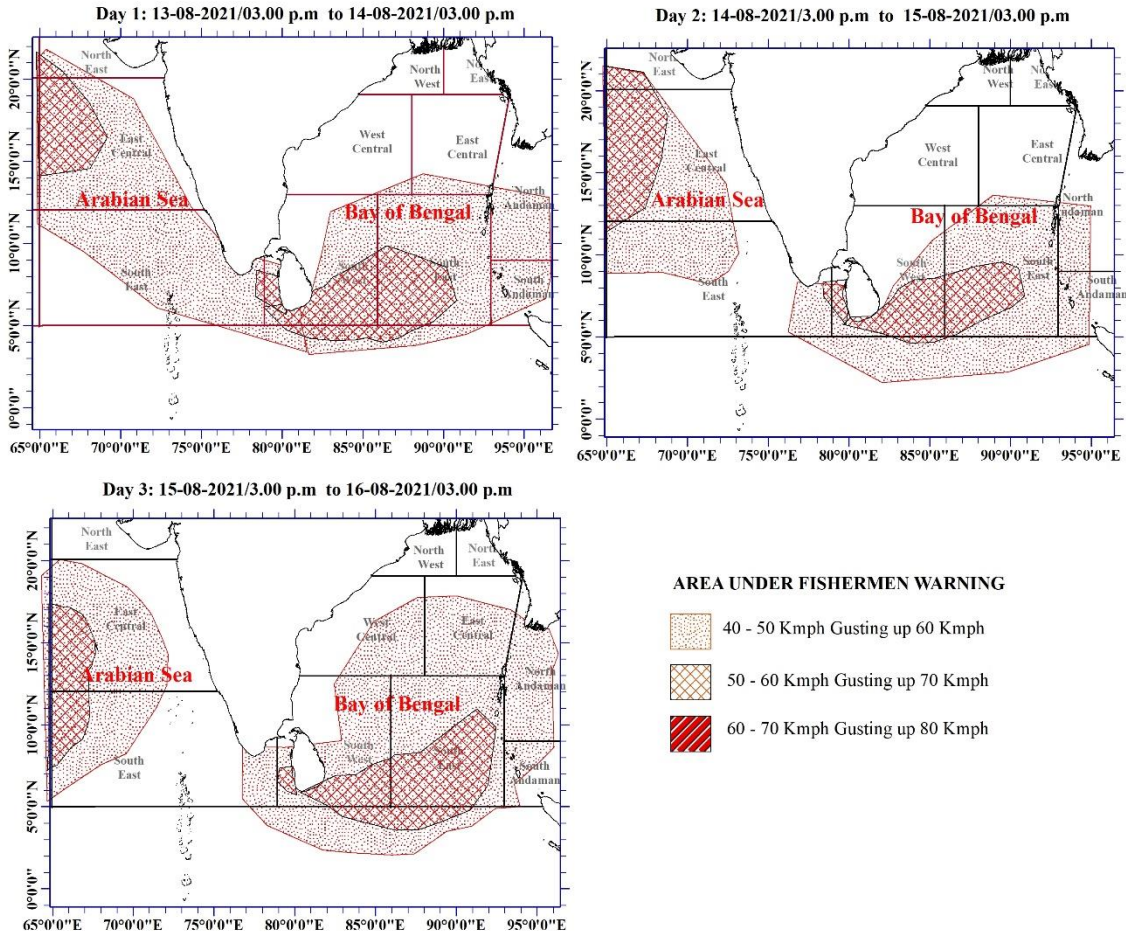 Day 1: 13-08-2021/03.00 p.m to 14-08-2021/03.00 p.m
20°0'0"N
15°0'0"N
10°0'0"N
5°0'0"N
0°0'0"
North
East
North
West
North
East
East
Central
West
Central
East
Central
Arabian Sea
Bay of Bengal
North
Andaman
South
East
South
West
South
East
South
Andaman
65°0'0"E 70°0'0"E 75°0'0"E 80°0'0"E 85°0'0"E 90°0'0"E 95°0'0"E
Day 2: 14-08-2021/3.00 p.m to 15-08-2021/03.00 p.m
20°0'0"N
15°0'0"N
10°0'0"N
5°0'0"N
0°0'0"
North
East
North
West
North
East
East
Central
West
Central
East
Central
Arabian Sea
Bay of Bengal
North
Andaman
South
East
South
West
South
East
South
Andaman
65°0'0"E 70°0'0"E 75°0'0"E 80°0'0"E 85°0'0"E 90°0'0"E 95°0'0"E
Day 3: 15-08-2021/3.00 p.m to 16-08-2021/03.00 p.m
20°0'0"N
15°0'0"N
10°0'0"N
5°0'0"N
0°0'0"N
North
East
North
West
North
East
East
Central
West
Central
East
Central
Arabian Sea
Bay of Bengal
North
Andaman
South
East
South
West
South
East
South
Andaman
65°0'0"E 70°0'0"E 75°0'0"E 80°0'0"E 85°0'0"E 90°0'0"E 95°0'0"E
AREA UNDER FISHERMEN WARNING
40 - 50 Kmph Gusting up 60 Kmph
50 - 60 Kmph Gusting up 70 Kmph
60 - 70 Kmph Gusting up 80 Kmph